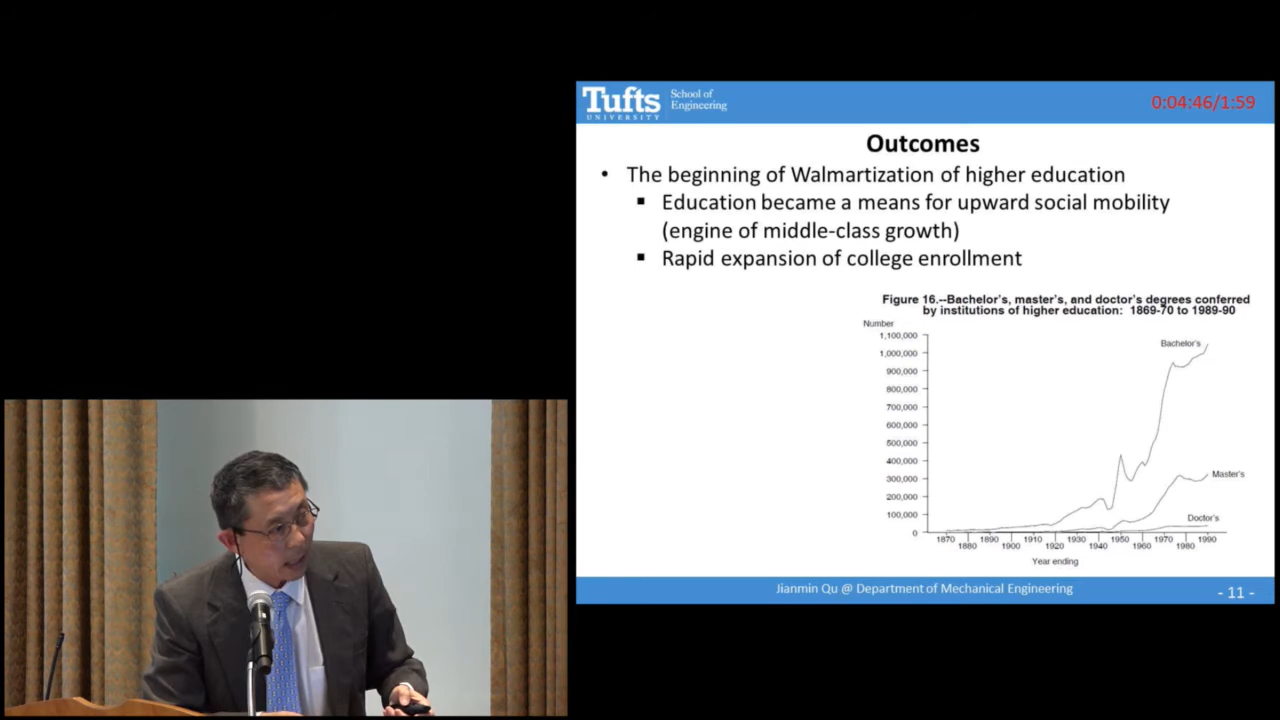 Tufts
UNIVERSITY
School of
Engineering
0:04:46/1:59
Outcomes
• The beginning of Walmartization of higher education
▪ Education became a means for upward social mobility
(engine of middle-class growth)
▪ Rapid expansion of college enrollment
Figure 16.--Bachelor's, master's, and doctor's degrees conferred
by institutions of higher education: 1869-70 to 1989-90
Number
1,100,000
1,000,000
900,000
800,000
700,000
600,000
500,000
400,000
300,000
200,000
100,000
0
Bachelor's
Master's
Doctor's
1870 1890 1910 1930 1950 1970 1990
1880 1900 1920 1940 1960 1980
Year ending
Jianmin Qu @ Department of Mechanical Engineering
- 11 -